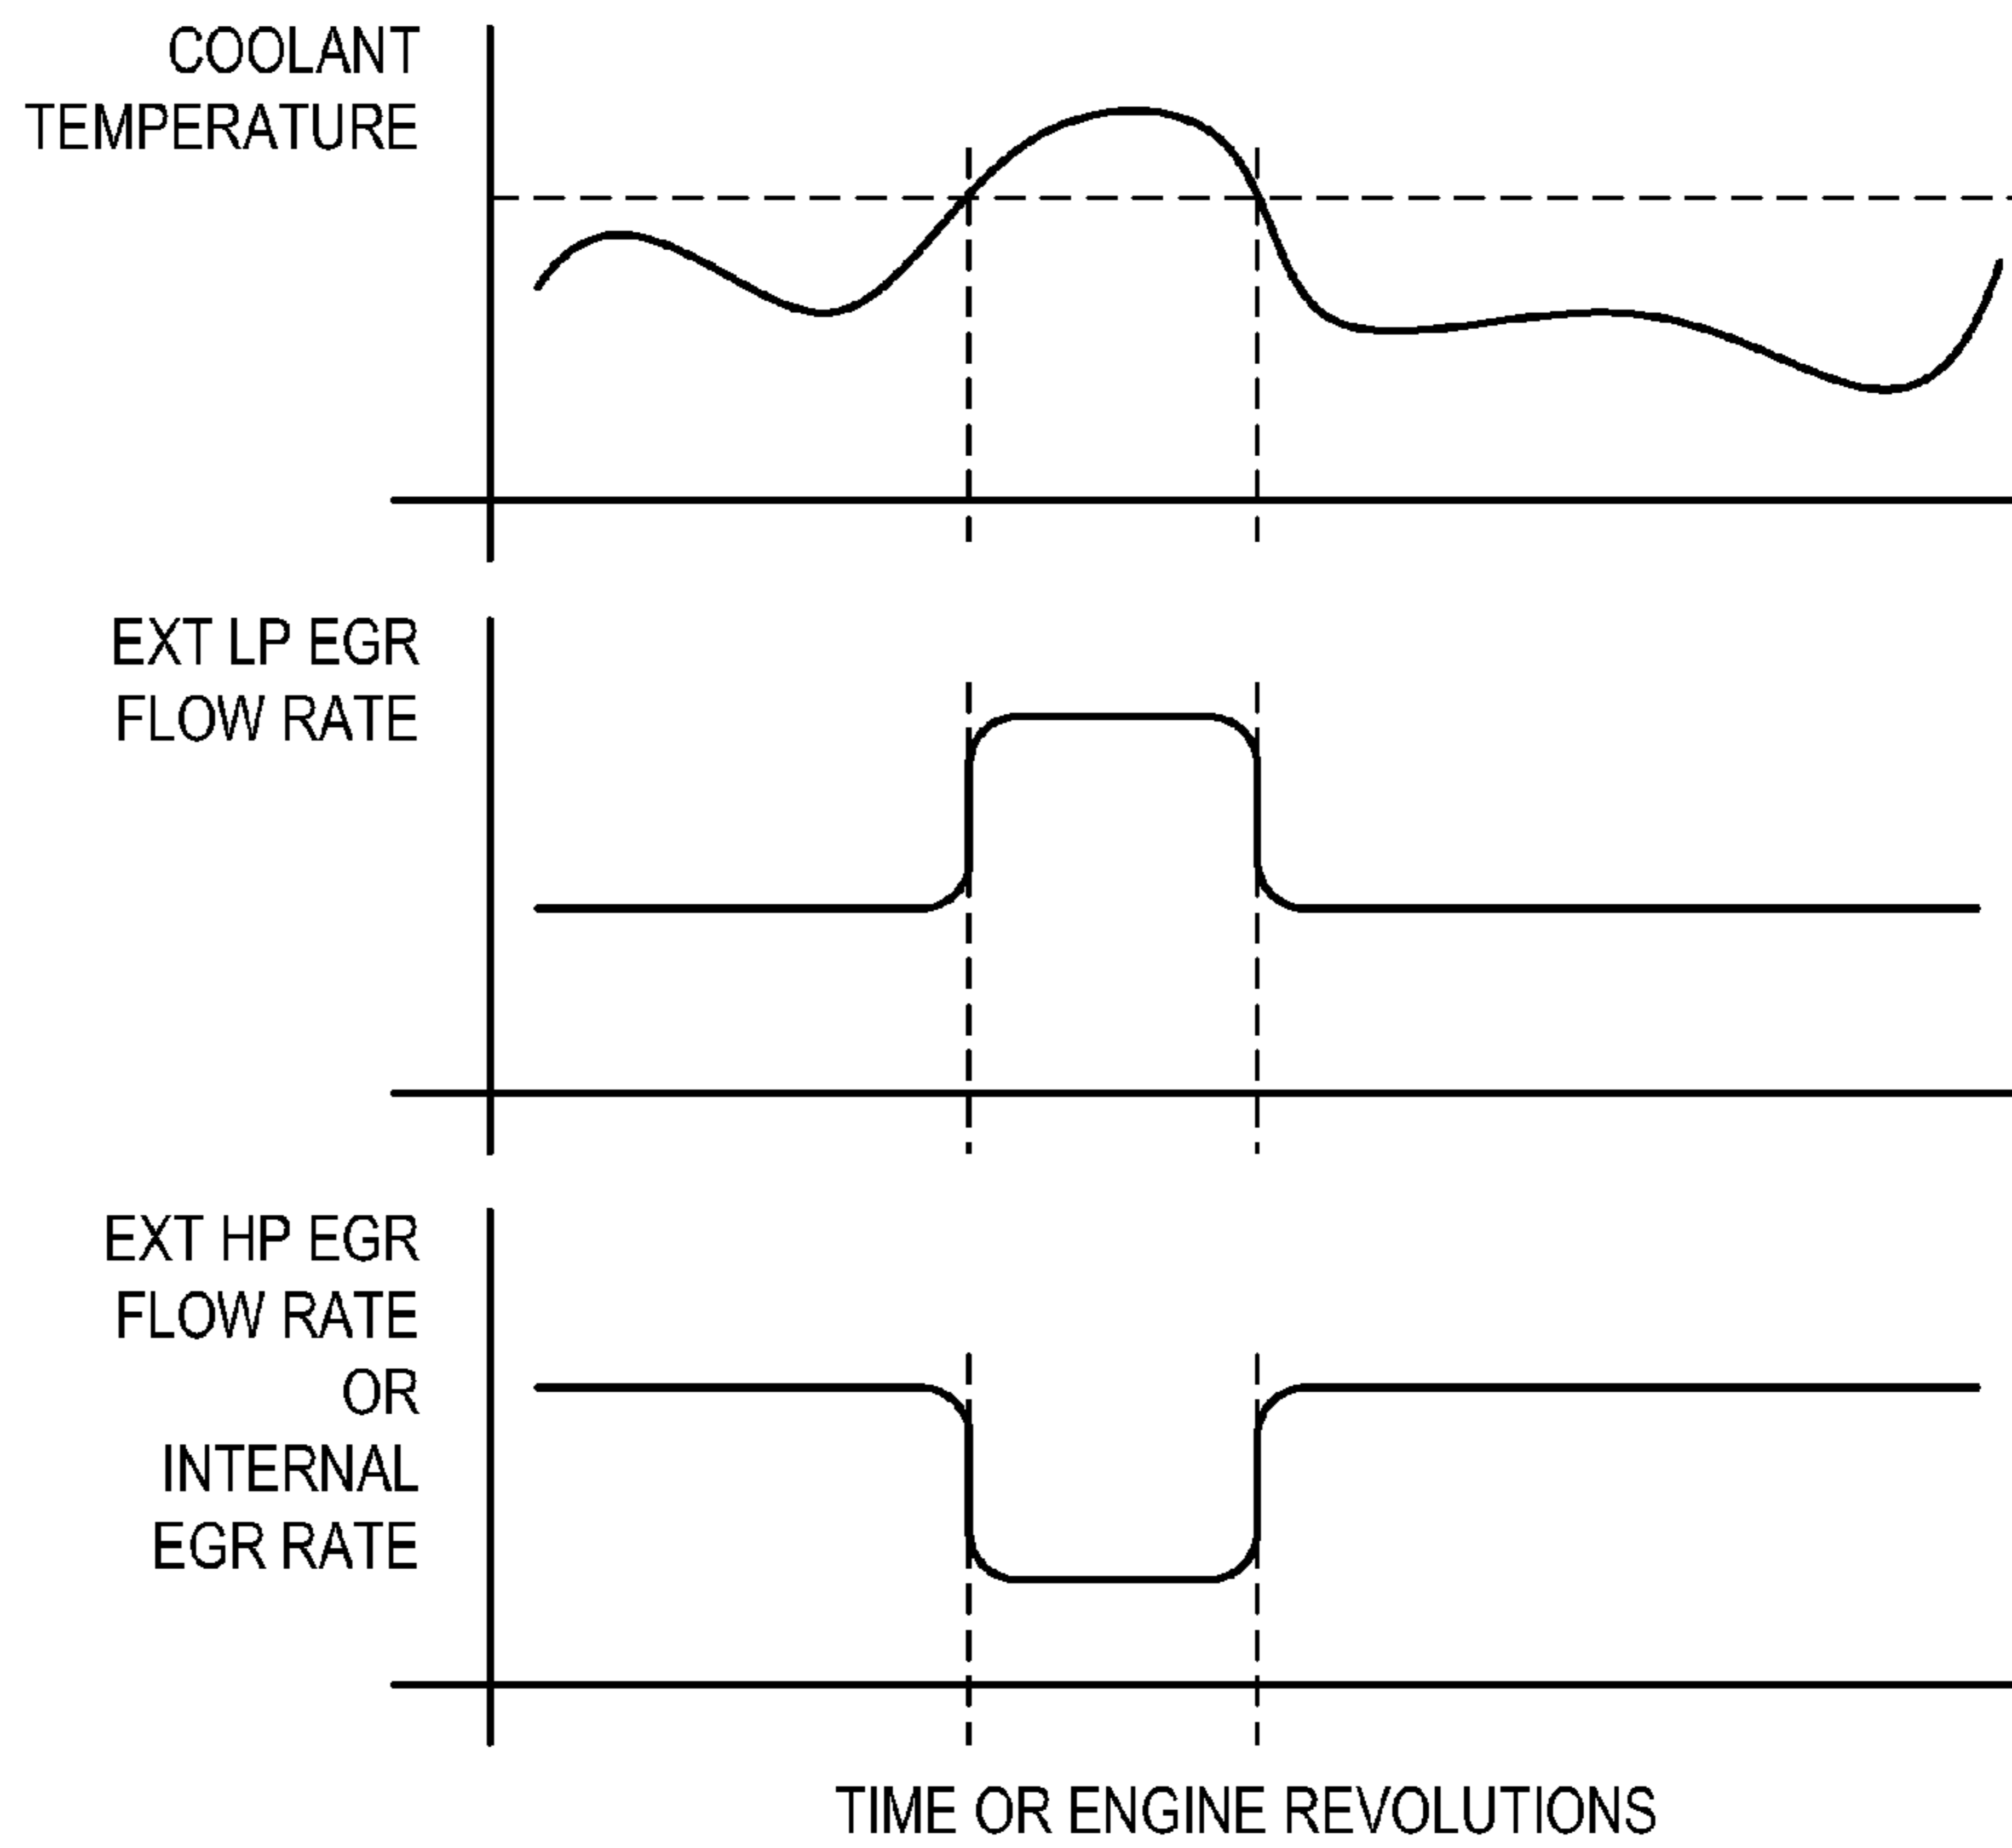 COOLANT
TEMPERATURE
EXT LP EGR
FLOW RATE
EXT HP EGR
FLOW RATE
OR
INTERNAL
EGR RATE
TIME OR ENGINE REVOLUTIONS